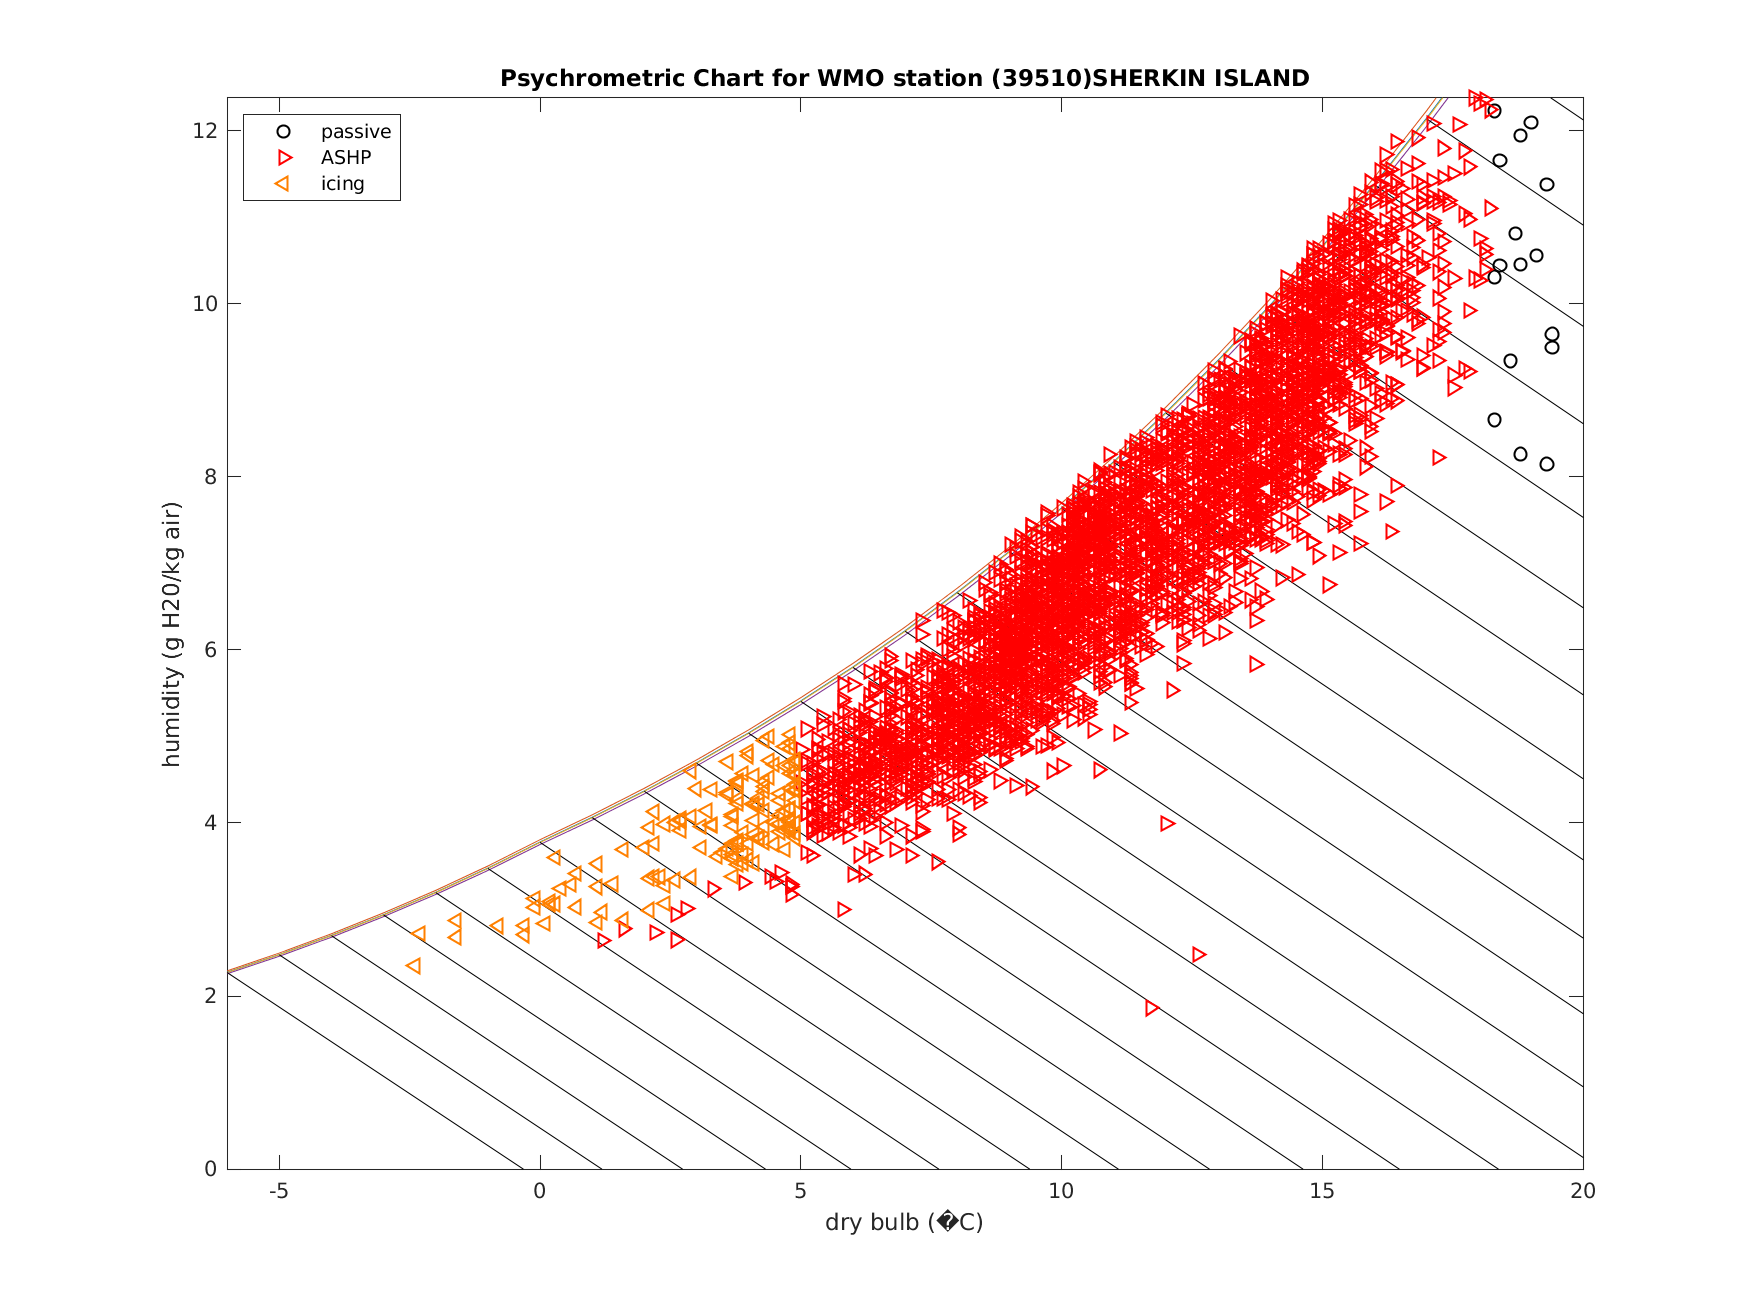 Psychrometric Chart for WMO station (39510)SHERKIN ISLAND
passive
ASHP
icing
humidity (g H20/kg air)
12
10
8
6
4
2
0
-5 0 5 10 15 20
dry bulb (�C)